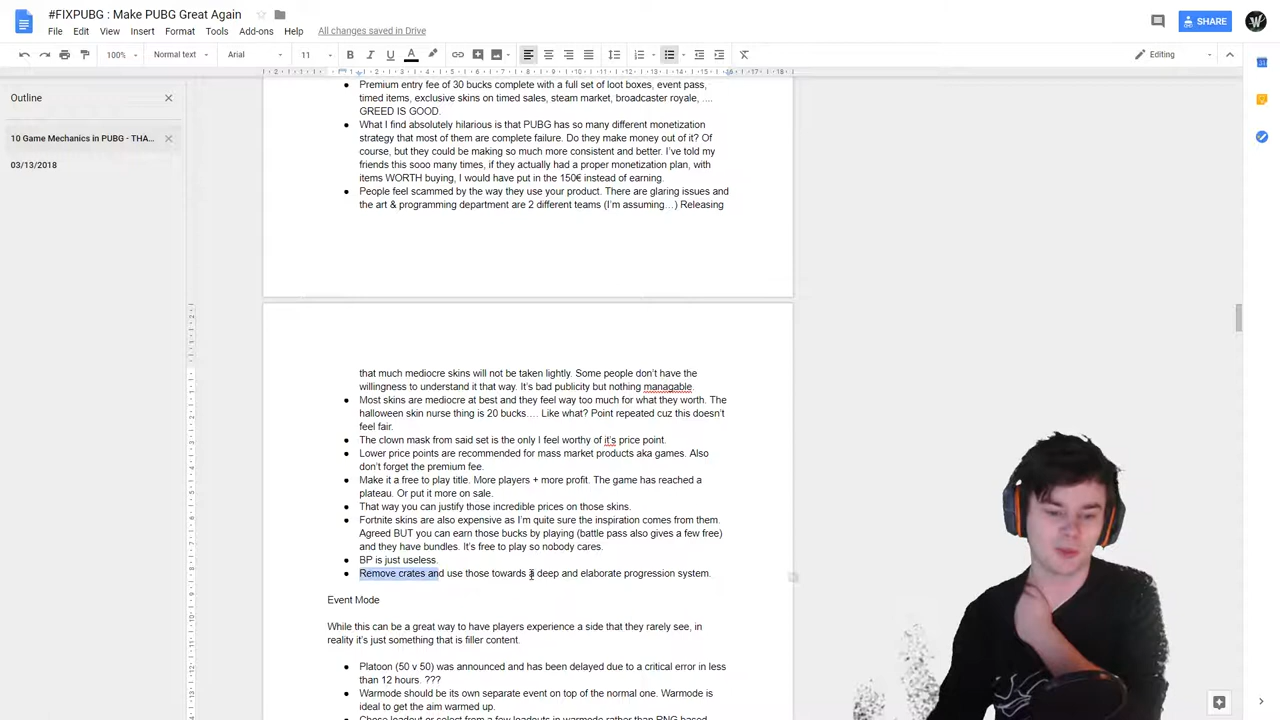 #FIXPUBG : Make PUBG Great Again
File Edit View Insert Format Tools Add-ons Help All changes saved in Drive
SHARE
100% Normal text Arial 11 B I U A Editing
Outline
10 Game Mechanics in PUBG - THA...
03/13/2018
Premium entry fee of 30 bucks complete with a full set of loot boxes, event pass,
timed items, exclusive skins on timed sales, steam market, broadcaster royale, ....
GREED IS GOOD.
What I find absolutely hilarious is that PUBG has so many different monetization
strategy that most of them are complete failure. Do they make money out of it? Of
course, but they could be making so much more consistent and better. I've told my
friends this sooo many times, if they actually had a proper monetization plan, with
items WORTH buying, I would have put in the 150€ instead of earning.
People feel scammed by the way they use your product. There are glaring issues and
the art & programming department are 2 different teams (I'm assuming...) Releasing
that much mediocre skins will not be taken lightly. Some people don't have the
willingness to understand it that way. It's bad publicity but nothing managable.
Most skins are mediocre at best and they feel way too much for what they worth. The
halloween skin nurse thing is 20 bucks.... Like what? Point repeated cuz this doesn't
feel fair.
The clown mask from said set is the only I feel worthy of it's price point.
Lower price points are recommended for mass market products aka games. Also
don't forget the premium fee.
Make it a free to play title. More players + more profit. The game has reached a
plateau. Or put it more on sale.
That way you can justify those incredible prices on those skins.
Fortnite skins are also expensive as I'm quite sure the inspiration comes from them.
Agreed BUT you can earn those bucks by playing (battle pass also gives a few free)
and they have bundles. It's free to play so nobody cares.
BP is just useless.
Remove crates and use those towards a deep and elaborate progression system.
Event Mode
While this can be a great way to have players experience a side that they rarely see, in
reality it's just something that is filler content.
Platoon (50 v 50) was announced and has been delayed due to a critical error in less
than 12 hours. ???
Warmode should be its own separate event on top of the normal one. Warmode is
ideal to get the aim warmed up.
Chose loadout or select from a few loadouts in warmode rather than RNG based